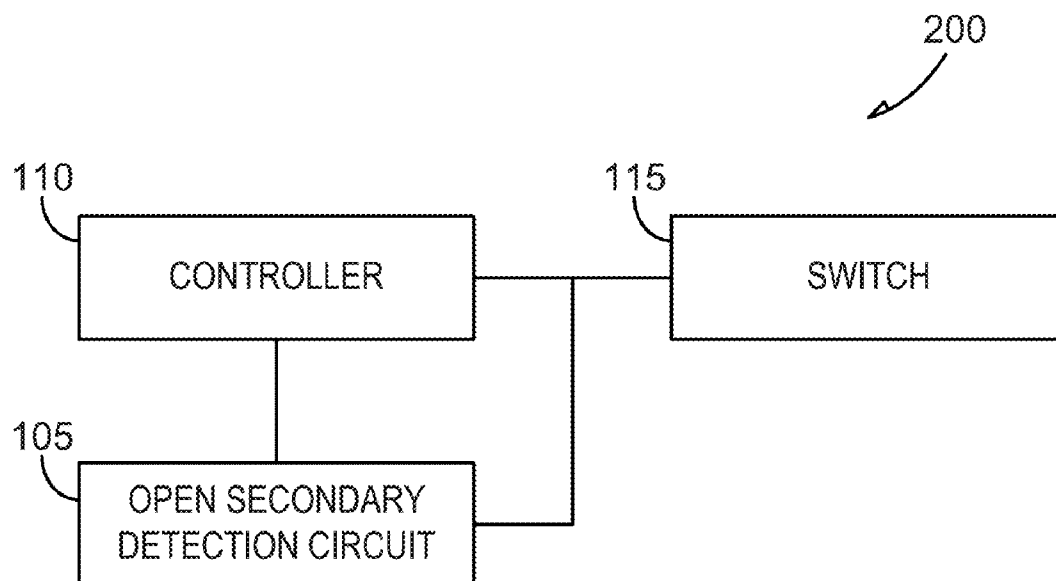 200
110
115
CONTROLLER
SWITCH
105
OPEN SECONDARY
DETECTION CIRCUIT